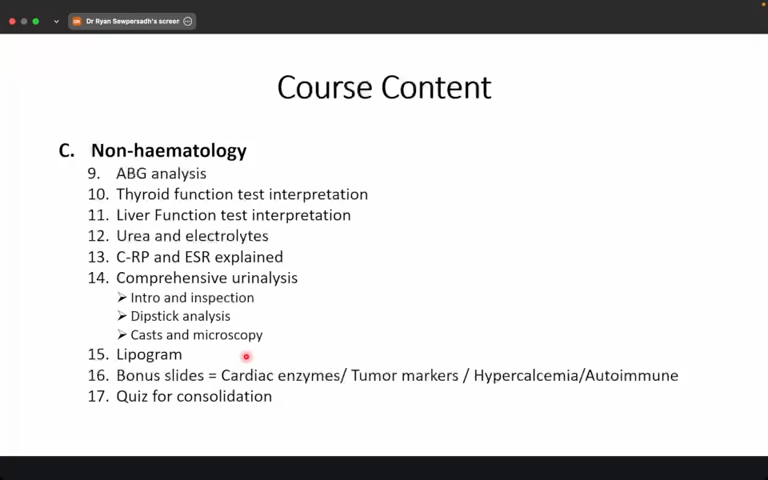 DR Dr Ryan Sewpersadh's screen
Course Content
C. Non-haematology
9. ABG analysis
10. Thyroid function test interpretation
11. Liver Function test interpretation
12. Urea and electrolytes
13. C-RP and ESR explained
14. Comprehensive urinalysis
➢ Intro and inspection
➢ Dipstick analysis
➢ Casts and microscopy
15. Lipogram
16. Bonus slides = Cardiac enzymes/ Tumor markers / Hypercalcemia/Autoimmune
17. Quiz for consolidation